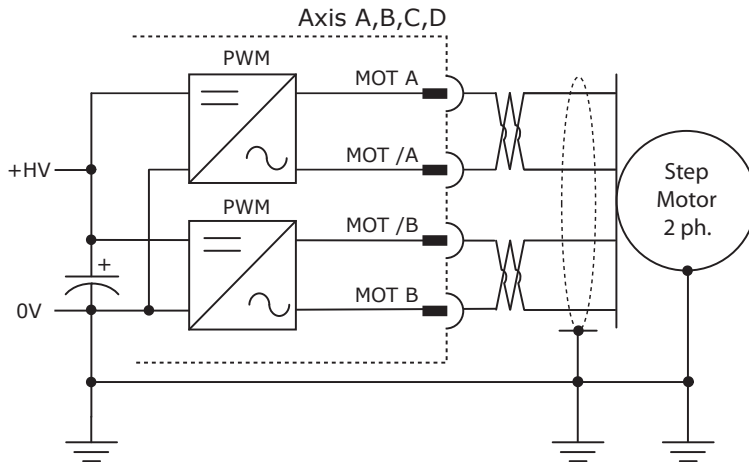 Axis A,B,C,D
PWM
MOT A
MOT /A
+HV
PWM
MOT /B
+
0V
MOT B
Step
Motor
2 ph.